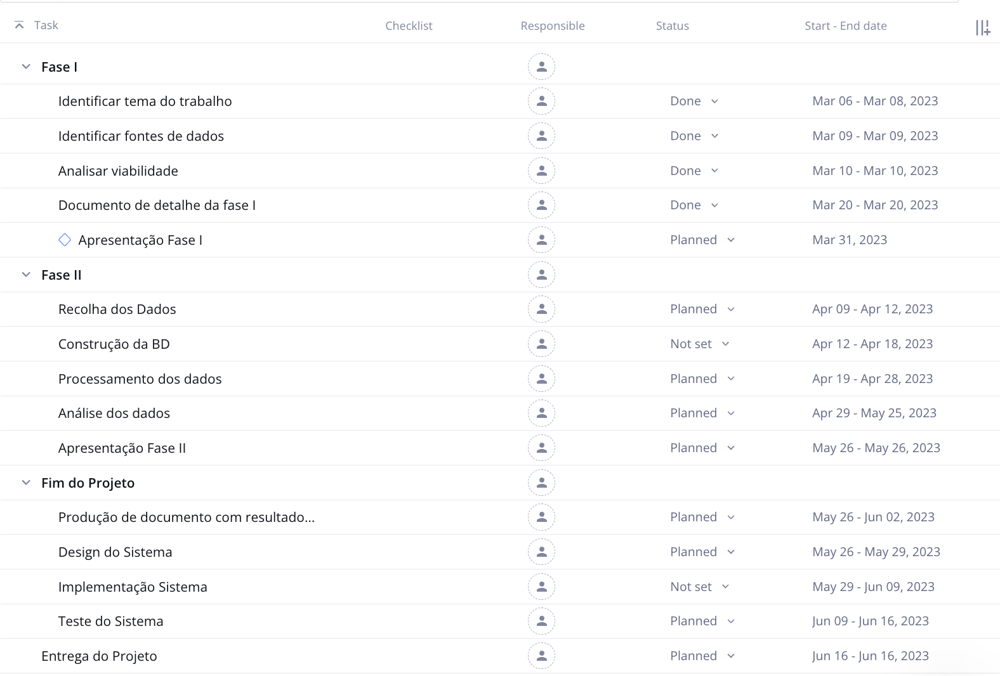 Task Checklist Responsible Status Start - End date
Fase I
Identificar tema do trabalho Done Mar 06 - Mar 08, 2023
Identificar fontes de dados Done Mar 09 - Mar 09, 2023
Analisar viabilidade Done Mar 10 - Mar 10, 2023
Documento de detalhe da fase I Done Mar 20 - Mar 20, 2023
Apresentação Fase I Planned Mar 31, 2023
Fase II
Recolha dos Dados Planned Apr 09 - Apr 12, 2023
Construção da BD Not set Apr 12 - Apr 18, 2023
Processamento dos dados Planned Apr 19 - Apr 28, 2023
Análise dos dados Planned Apr 29 - May 25, 2023
Apresentação Fase II Planned May 26 - May 26, 2023
Fim do Projeto
Produção de documento com resultado... Planned May 26 - Jun 02, 2023
Design do Sistema Planned May 26 - May 29, 2023
Implementação Sistema Not set May 29 - Jun 09, 2023
Teste do Sistema Planned Jun 09 - Jun 16, 2023
Entrega do Projeto Planned Jun 16 - Jun 16, 2023